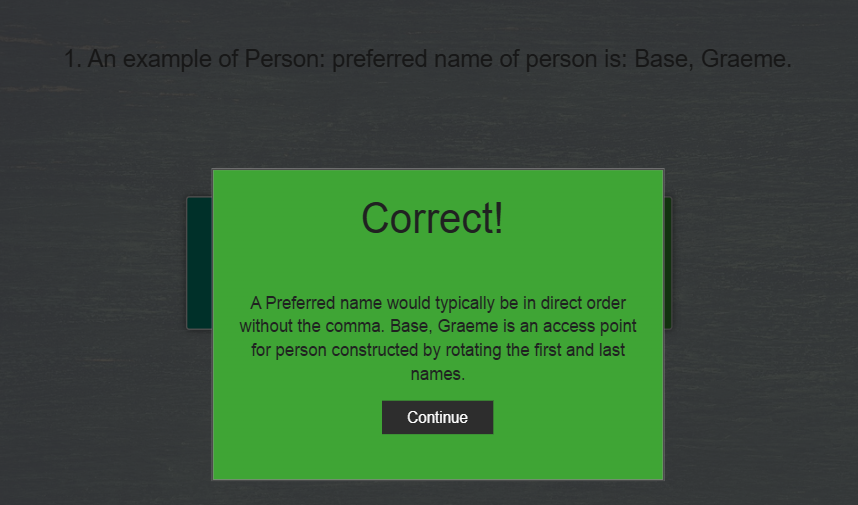 1. An example of Person: preferred name of person is: Base, Graeme.
Correct!
A Preferred name would typically be in direct order
without the comma. Base, Graeme is an access point
for person constructed by rotating the first and last
names.
Continue